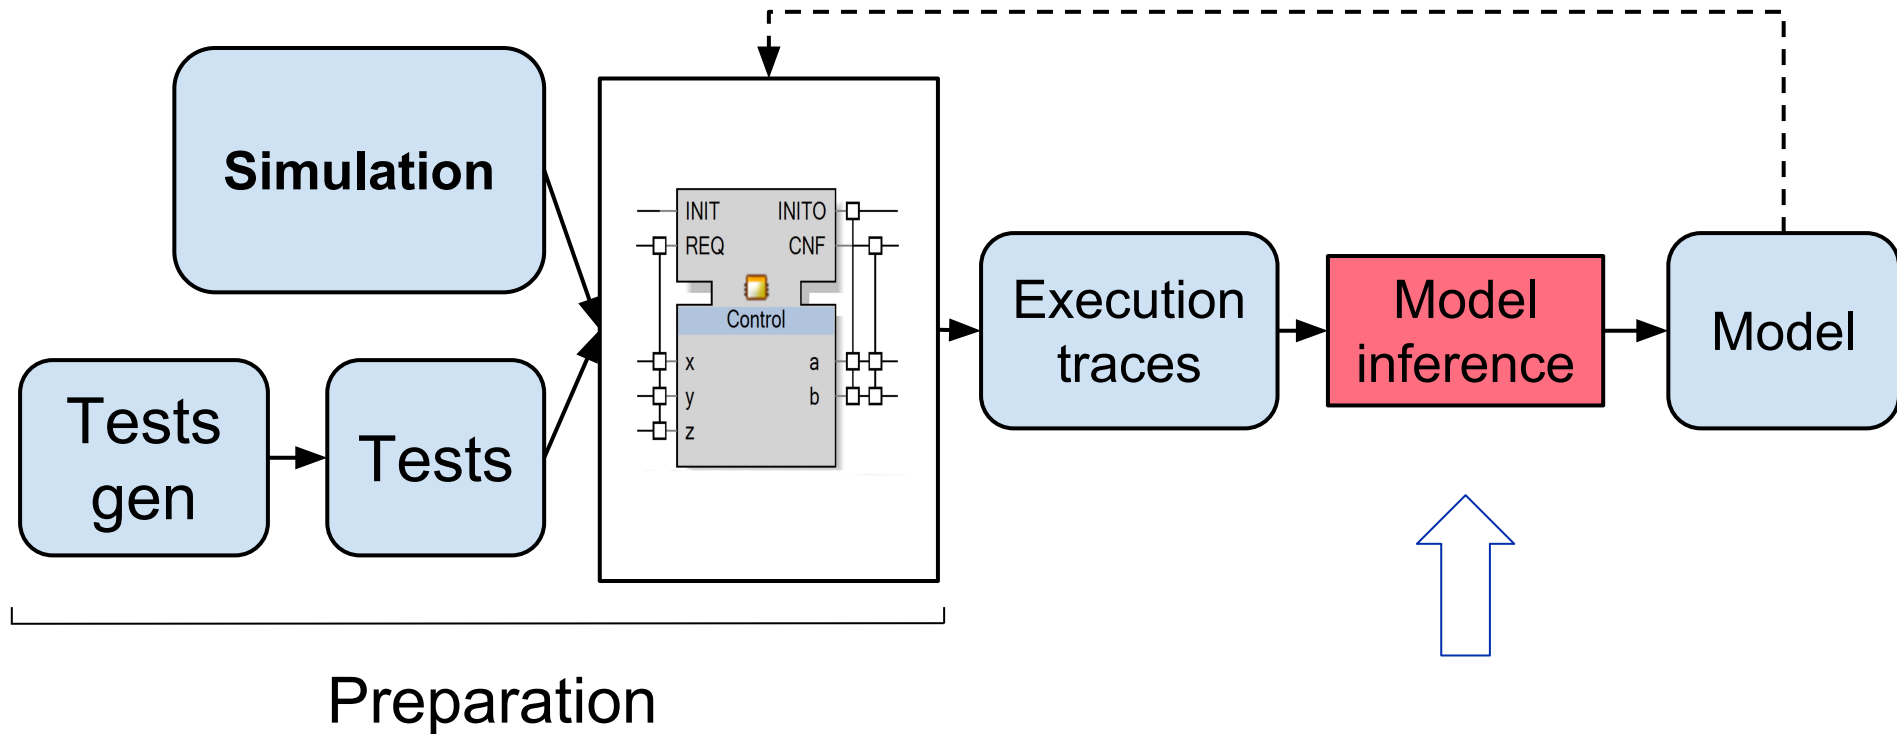 Simulation
Tests
gen
Tests
INIT
INITO
REQ
CNF
Control
x
a
y
b
z
Execution
traces
Model
inference
Model
Preparation